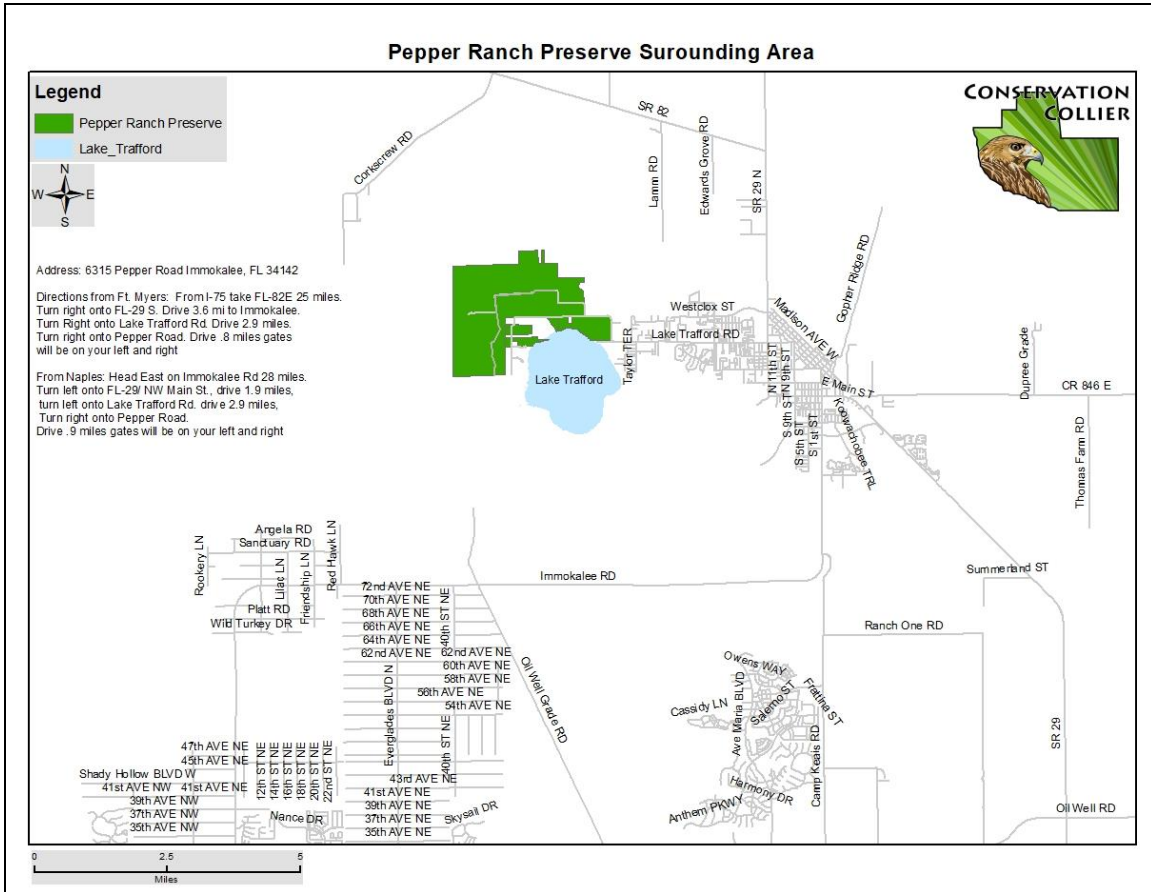 Pepper Ranch Preserve Surounding Area
Legend
Pepper Ranch Preserve
Lake_Trafford
N
W E
S
CONSERVATION
COLLIER
Address: 6315 Pepper Road Immokalee, FL 34142
Directions from Ft. Myers: From I-75 take FL-82E 25 miles.
Turn right onto FL-29 S. Drive 3.6 mi to Immokalee.
Turn Right onto Lake Trafford Rd. Drive 2.9 miles.
Turn right onto Pepper Road. Drive .8 miles gates
will be on your left and right
From Naples: Head East on Immokalee Rd 28 miles.
Turn left onto FL-29/ NW Main St., drive 1.9 miles,
turn left onto Lake Trafford Rd. drive 2.9 miles,
Turn right onto Pepper Road.
Drive .9 miles gates will be on your left and right
Corkscrew RD
SR 82
Lamm RD
Edwards Grove RD
SR 29 N
Gopher Ridge RD
Westclox ST
Lake Trafford RD
Madison AVE W
Taylor TER
Lake Trafford
N 11th ST
N 9th ST
E Main ST
Dupree Grade
CR 846 E
S 9th ST
S 5th ST
S 1st ST
Koowachobee TRL
Thomas Farm RD
Angela RD
Sanctuary RD
Rookery LN
Lilac LN
Friendship LN
Red Hawk LN
Platt RD
Wild Turkey DR
Immokalee RD
Summerland ST
72nd AVE NE
70th AVE NE
68th AVE NE
66th AVE NE
64th AVE NE
62nd AVE NE
62nd AVE NE
60th AVE NE
58th AVE NE
56th AVE NE
54th AVE NE
40th ST NE
Everglades BLVD N
40th ST NE
Oil Well Grade RD
Ranch One RD
Owens WAY
Cassidy LN
Ave Maria BLVD
Salerno ST
Frattina ST
Camp Keais RD
Harmony DR
Anthem PKWY
SR 29
Oil Well RD
47th AVE NE
45th AVE NE
Shady Hollow BLVD W
41st AVE NW
41st AVE NE
39th AVE NW
37th AVE NW
35th AVE NW
12th ST NE
14th ST NE
16th ST NE
18th ST NE
20th ST NE
22nd ST NE
Nance DR
43rd AVE NE
41st AVE NE
39th AVE NE
37th AVE NE
35th AVE NE
Skysail DR
0 2.5 5
Miles